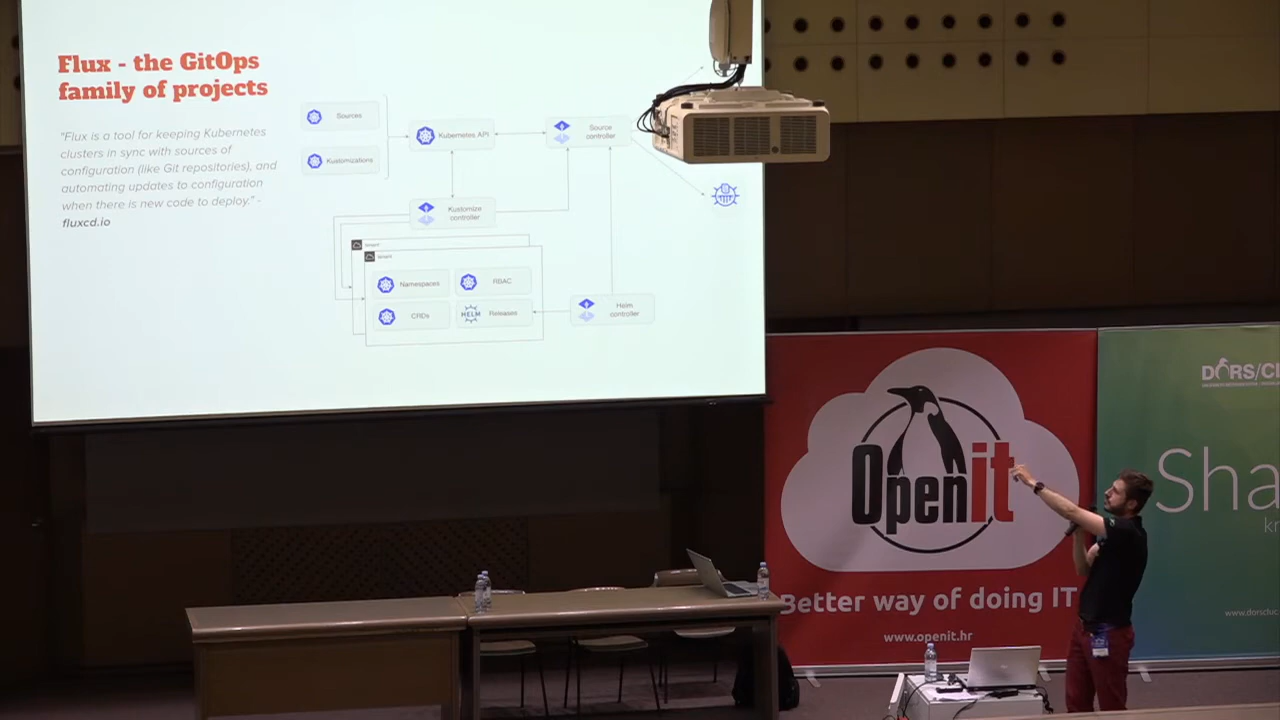 Flux - the GitOps
family of projects
"Flux is a tool for keeping Kubernetes
clusters in sync with sources of
configuration (like Git repositories), and
automating updates to configuration
when there is new code to deploy." -
fluxcd.io
Sources
Kustomizations
Kubernetes API
Source
controller
Kustomize
controller
Namespaces
RBAC
CRDs
HELM
Releases
Helm
controller
Openit
Better way of doing IT
www.openit.hr
DORS/CL
Sha
kr
www.dorscluc